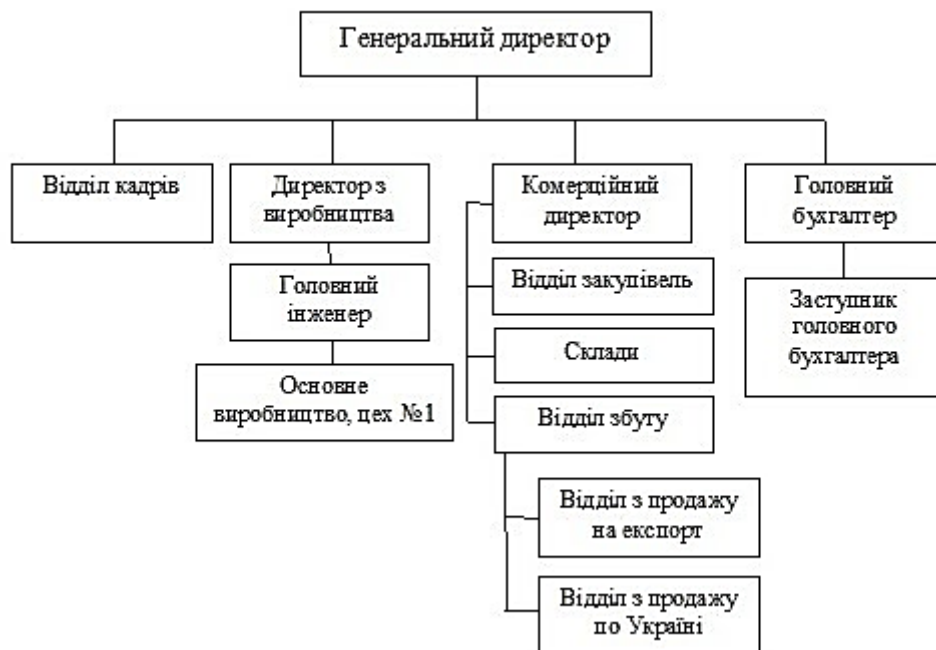 Генеральний директор
Відділ кадрів
Директор з
виробництва
Комерційний
директор
Головний
бухгалтер
Головний
інженер
Відділ закупівель
Заступник
головного
бухгалтера
Склади
Основне
виробництво, цех №1
Відділ збуту
Відділ з продажу
на експорт
Відділ з продажу
по Україні